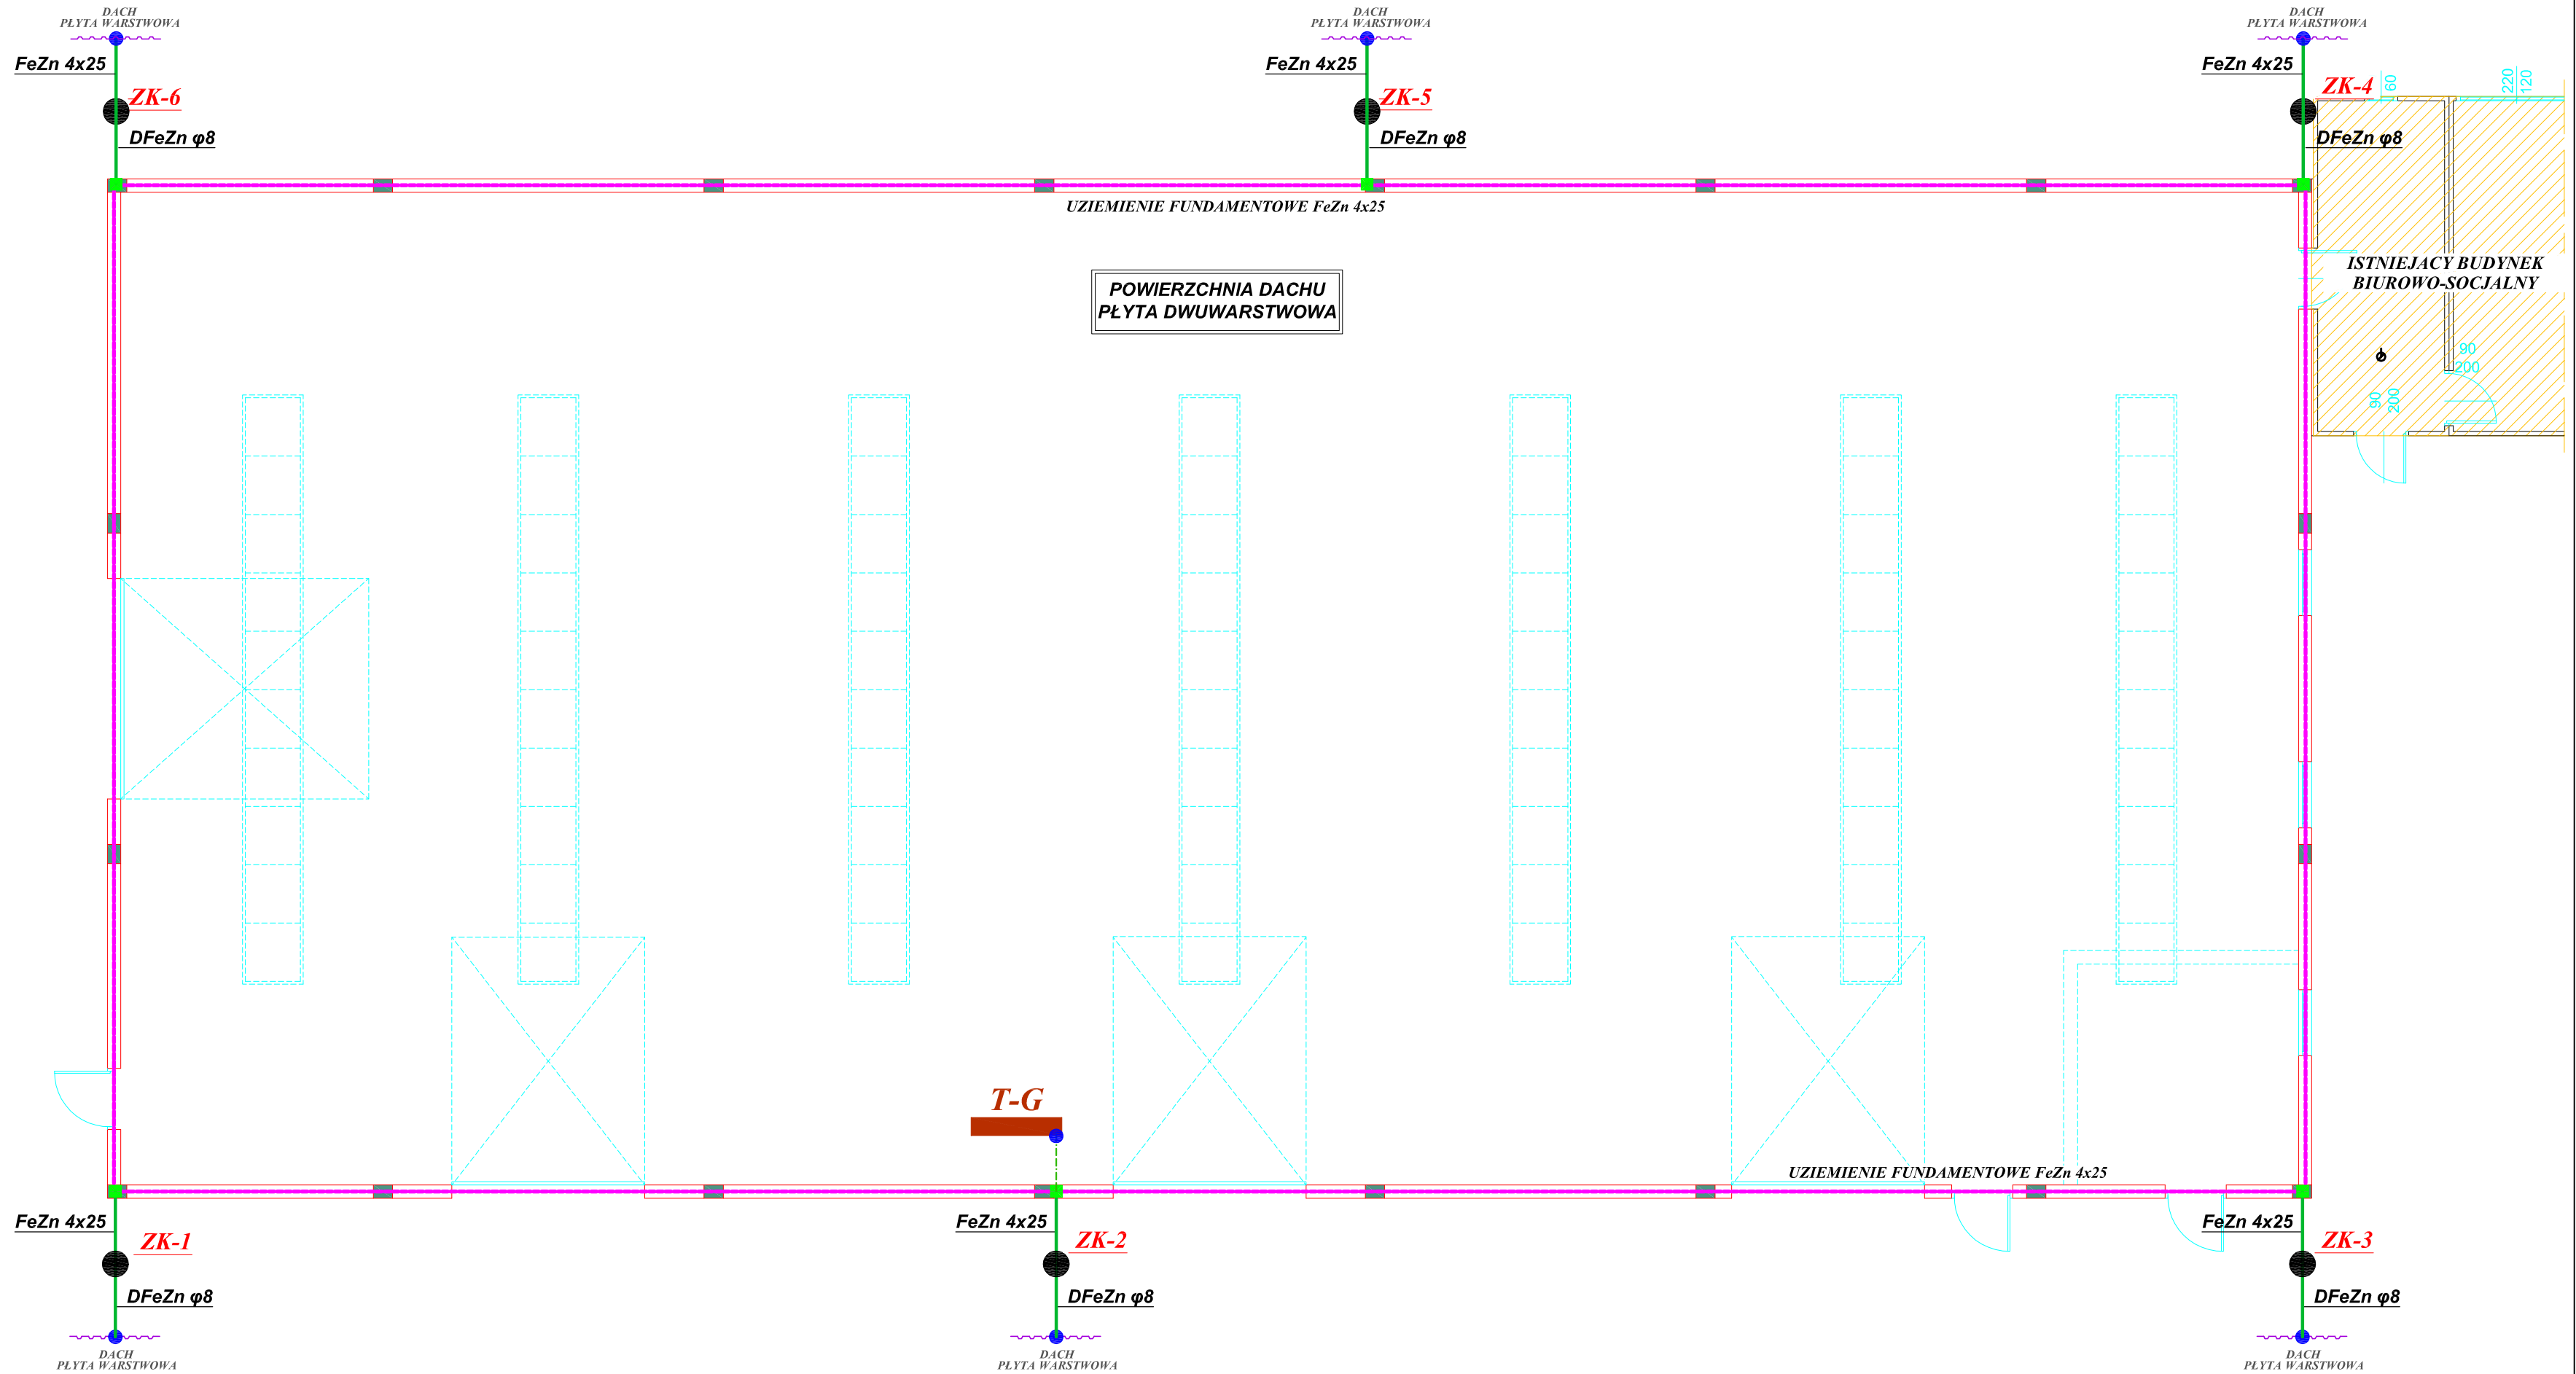 DACH
PŁYTA WARSTWOWA
DACH
PŁYTA WARSTWOWA
DACH
PŁYTA WARSTWOWA
FeZn 4x25
FeZn 4x25
FeZn 4x25
ZK-6
ZK-5
ZK-4
60
220
120
DFeZn φ8
DFeZn φ8
DFeZn φ8
UZIEMIENIE FUNDAMENTOWE FeZn 4x25
POWIERZCHNIA DACHU
PŁYTA DWUWARSTWOWA
ISTNIEJACY BUDYNEK
BIUROWO-SOCJALNY
90
200
90
200
T-G
UZIEMIENIE FUNDAMENTOWE FeZn 4x25
FeZn 4x25
FeZn 4x25
FeZn 4x25
ZK-1
ZK-2
ZK-3
DFeZn φ8
DFeZn φ8
DFeZn φ8
DACH
PŁYTA WARSTWOWA
DACH
PŁYTA WARSTWOWA
DACH
PŁYTA WARSTWOWA